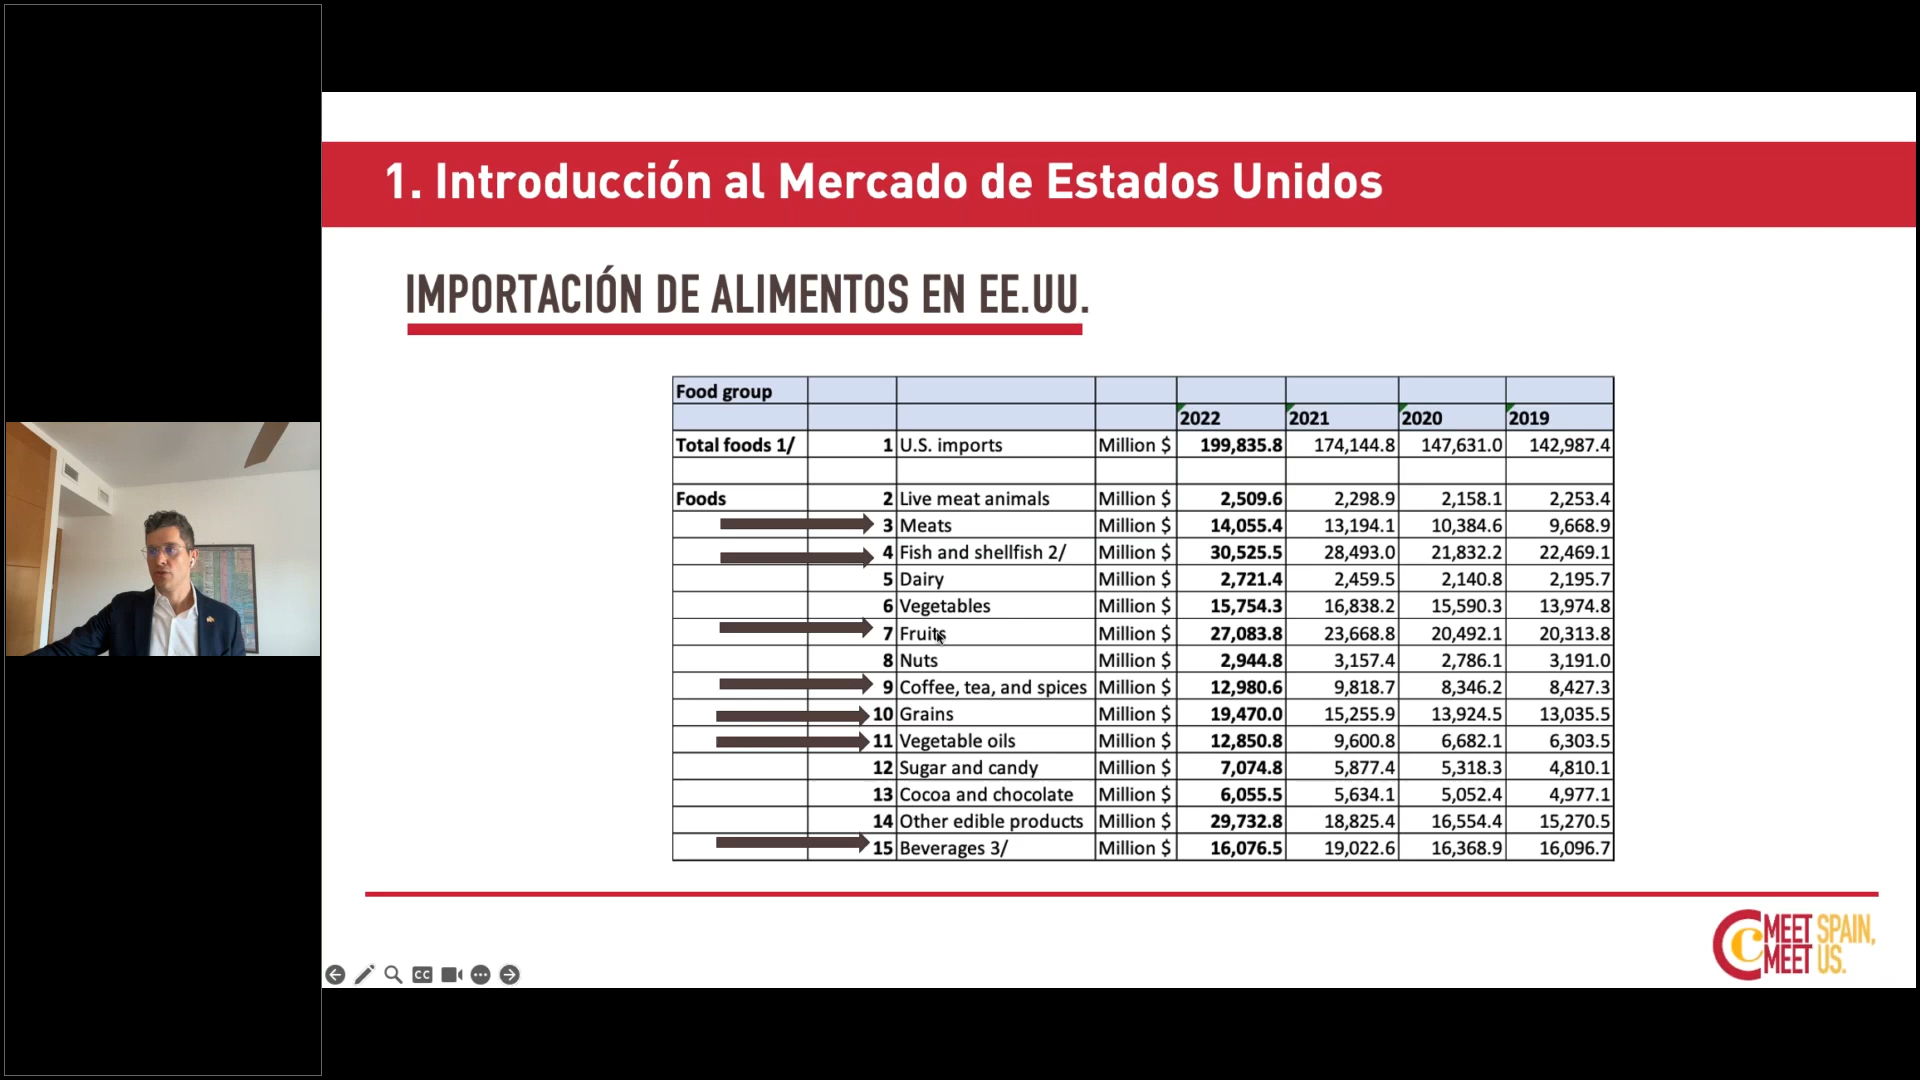 1. Introducción al Mercado de Estados Unidos
IMPORTACIÓN DE ALIMENTOS EN EE.UU.
Food group
2022 2021 2020 2019
Total foods 1/ 1 U.S. imports Million $ 199,835.8 174,144.8 147,631.0 142,987.4
Foods 2 Live meat animals Million $ 2,509.6 2,298.9 2,158.1 2,253.4
3 Meats Million $ 14,055.4 13,194.1 10,384.6 9,668.9
4 Fish and shellfish 2/ Million $ 30,525.5 28,493.0 21,832.2 22,469.1
5 Dairy Million $ 2,721.4 2,459.5 2,140.8 2,195.7
6 Vegetables Million $ 15,754.3 16,838.2 15,590.3 13,974.8
7 Fruits Million $ 27,083.8 23,668.8 20,492.1 20,313.8
8 Nuts Million $ 2,944.8 3,157.4 2,786.1 3,191.0
9 Coffee, tea, and spices Million $ 12,980.6 9,818.7 8,346.2 8,427.3
10 Grains Million $ 19,470.0 15,255.9 13,924.5 13,035.5
11 Vegetable oils Million $ 12,850.8 9,600.8 6,682.1 6,303.5
12 Sugar and candy Million $ 7,074.8 5,877.4 5,318.3 4,810.1
13 Cocoa and chocolate Million $ 6,055.5 5,634.1 5,052.4 4,977.1
14 Other edible products Million $ 29,732.8 18,825.4 16,554.4 15,270.5
15 Beverages 3/ Million $ 16,076.5 19,022.6 16,368.9 16,096.7
MEET SPAIN,
MEET US.
CC